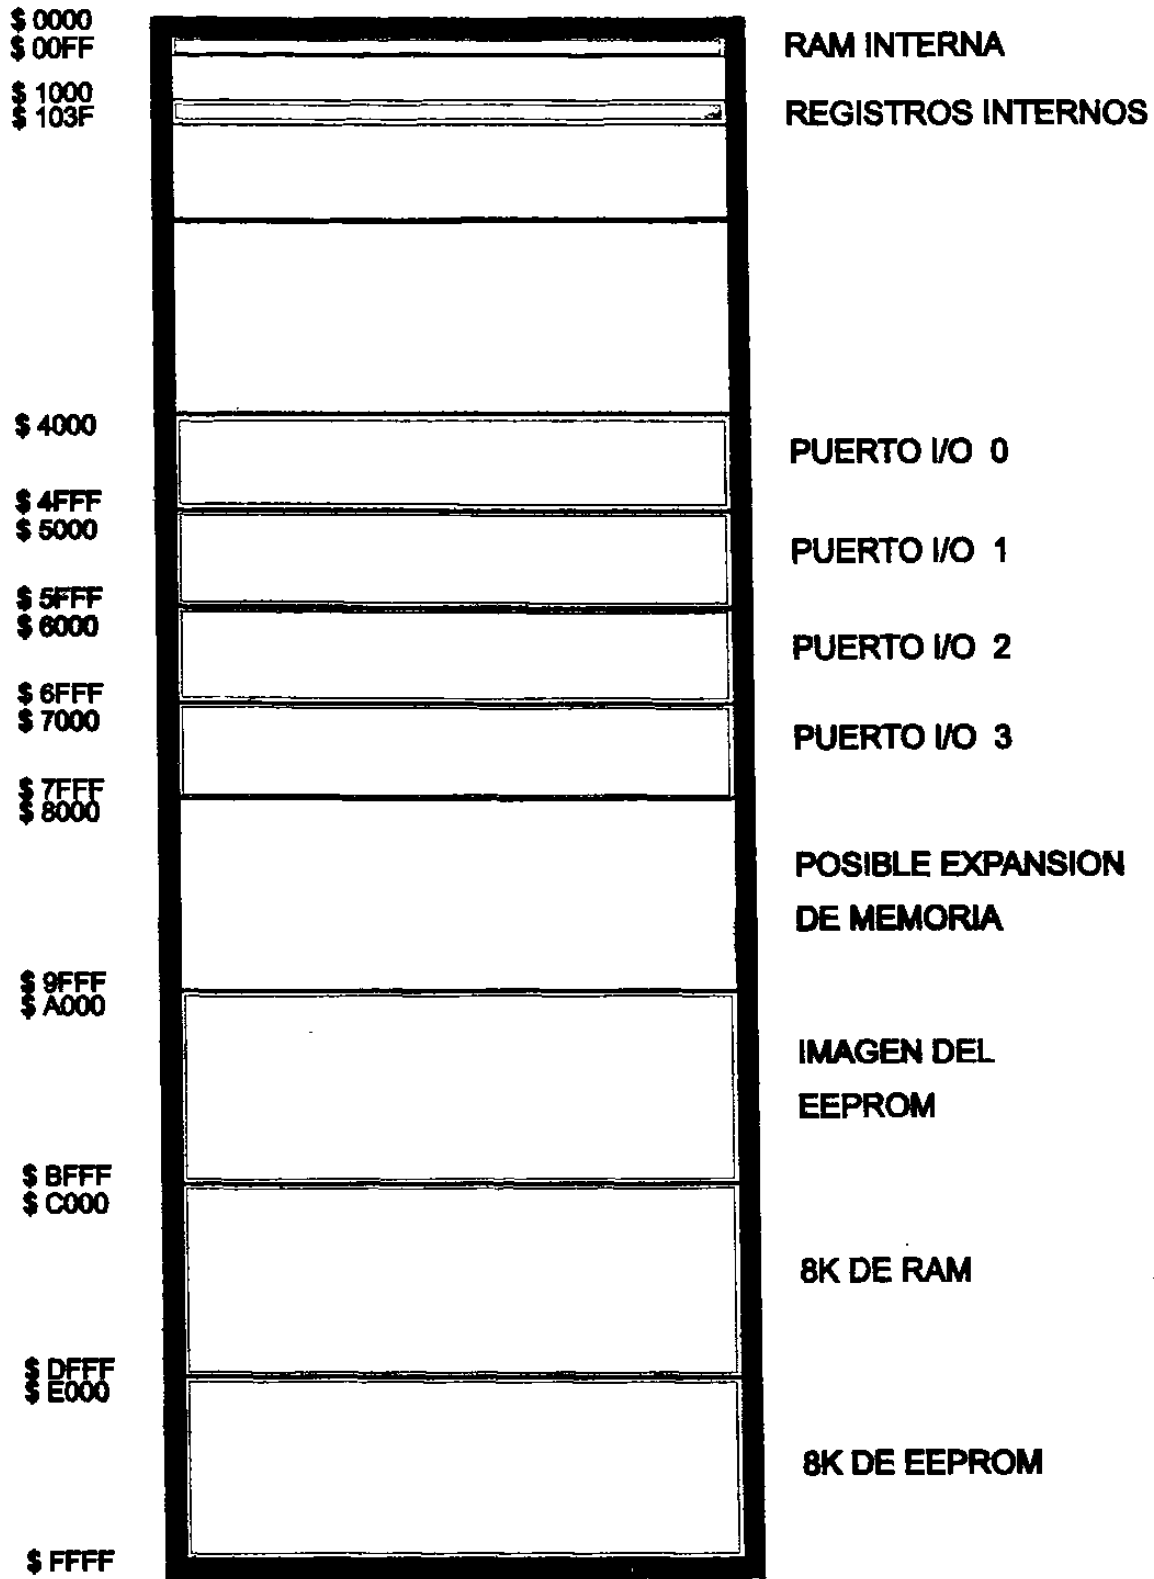 $ 0000
$ 00FF
RAM INTERNA
$ 1000
$ 103F
REGISTROS INTERNOS
$ 4000
PUERTO I/O 0
$ 4FFF
$ 5000
PUERTO I/O 1
$ 5FFF
$ 6000
PUERTO I/O 2
$ 6FFF
$ 7000
PUERTO I/O 3
$ 7FFF
$ 8000
POSIBLE EXPANSION
DE MEMORIA
$ 9FFF
$ A000
IMAGEN DEL
EEPROM
$ BFFF
$ C000
8K DE RAM
$ DFFF
$ E000
8K DE EEPROM
$ FFFF